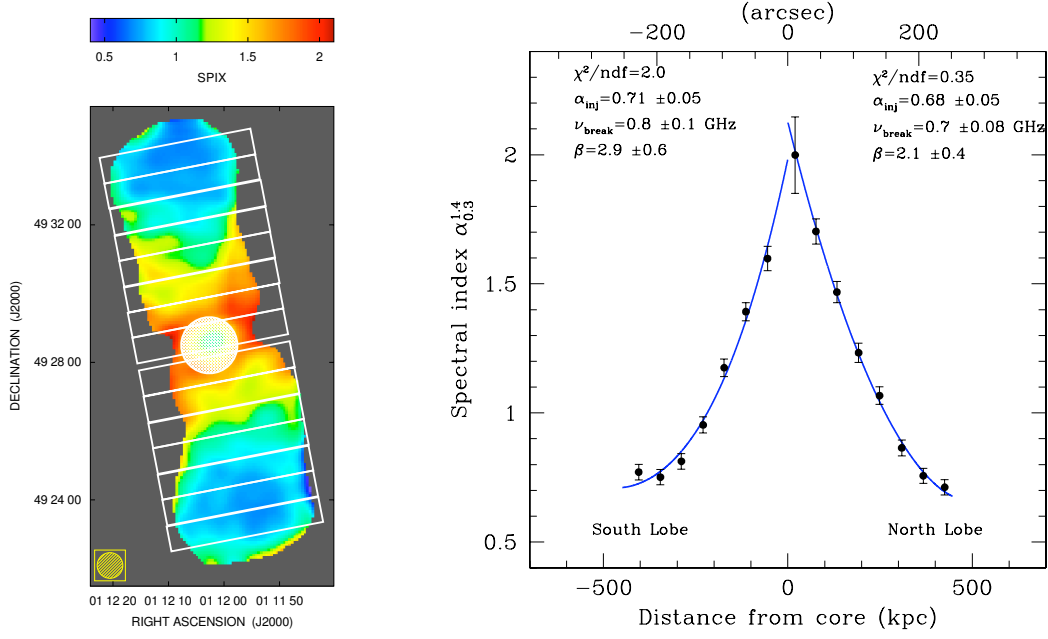 0.5 1 1.5 2
SPIX
DECLINATION (J2000)
49 32 00
49 28 00
49 24 00
01 12 20 01 12 10 01 12 00 01 11 50
RIGHT ASCENSION (J2000)
(arcsec)
−200 0 200
χ²/ndf=2.0
α_inj=0.71 ±0.05
ν_break=0.8 ±0.1 GHz
β=2.9 ±0.6
χ²/ndf=0.35
α_inj=0.68 ±0.05
ν_break=0.7 ±0.08 GHz
β=2.1 ±0.4
Spectral index α_0.3^1.4
2
1.5
1
0.5
South Lobe
North Lobe
−500 0 500
Distance from core (kpc)